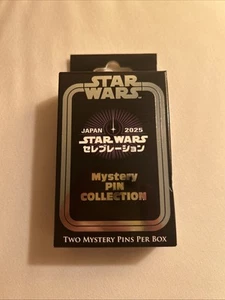 STAR
WARS
JAPAN 2025
STAR WARS
セレブレーション
Mystery
PIN
COLLECTION
TWO MYSTERY PINS PER BOX